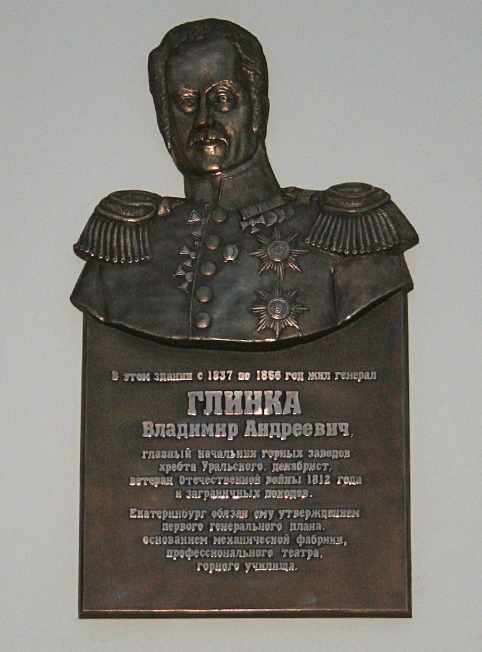 В этом здании с 1837 по 1856 год жил генерал
ГЛИНКА
Владимир Андреевич,
главный начальник горных заводов
хребта Уральского, декабрист,
ветеран Отечественной войны 1812 года
и заграничных походов.
Екатеринбург обязан ему утверждением
первого генерального плана,
основанием механической фабрики,
профессионального театра,
горного училища.